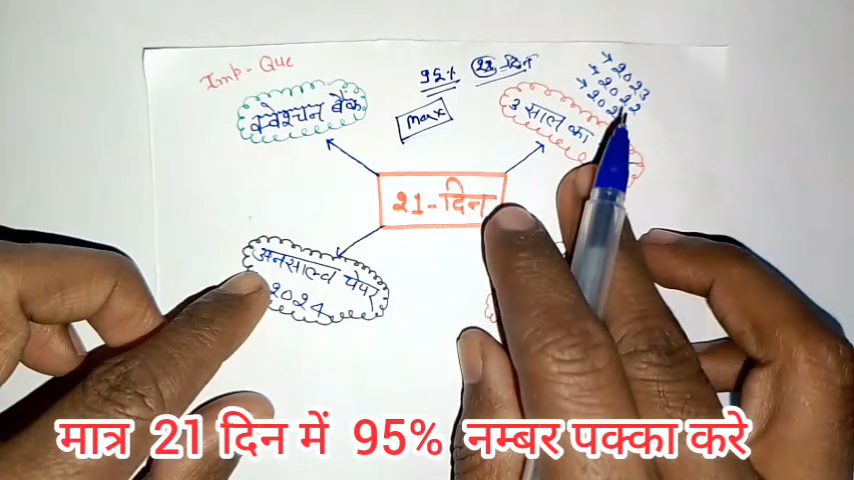 Imp- Que
क्वेश्चन बैंक
95% 21 दिन
Max
3 साल का
→ 2023
→ 2022
21-दिन
अनसाल्व पेपर
2024
मात्र 21 दिन में 95% नम्बर पक्का करे